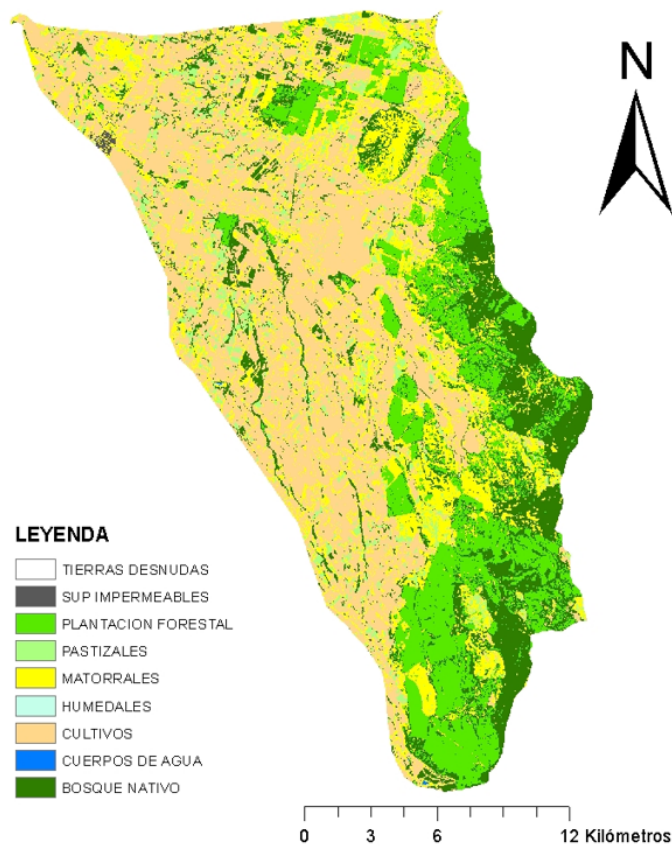 N
LEYENDA
TIERRAS DESNUDAS
SUP IMPERMEABLES
PLANTACION FORESTAL
PASTIZALES
MATORRALES
HUMEDALES
CULTIVOS
CUERPOS DE AGUA
BOSQUE NATIVO
0 3 6 12 Kilómetros